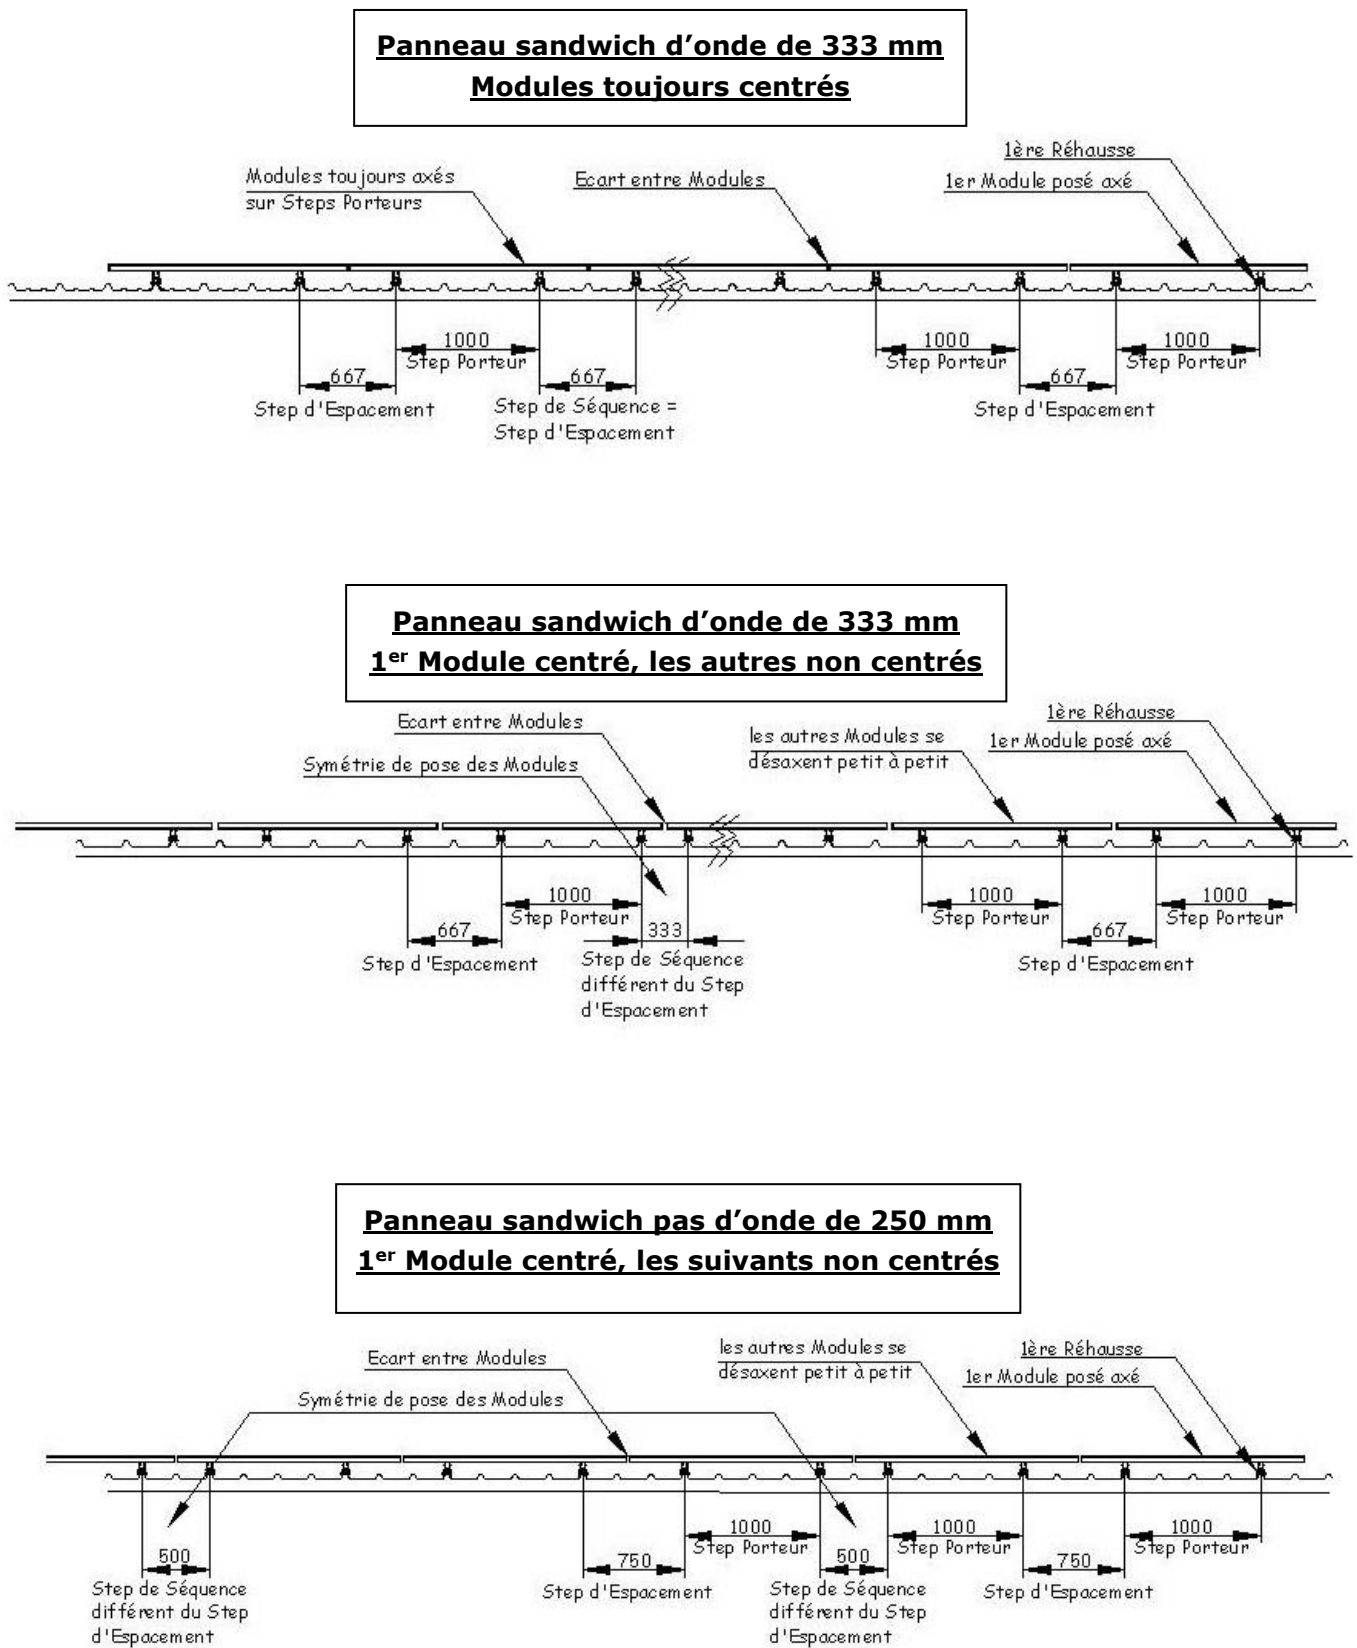 Panneau sandwich d’onde de 333 mm
Modules toujours centrés
1ère Réhausse
Modules toujours axés
sur Steps Porteurs
Ecart entre Modules
1er Module posé axé
1000
Step Porteur
1000
Step Porteur
1000
Step Porteur
667
Step d'Espacement
667
Step de Séquence =
Step d'Espacement
667
Step d'Espacement
Panneau sandwich d’onde de 333 mm
1er Module centré, les autres non centrés
Ecart entre Modules
1ère Réhausse
les autres Modules se
désaxent petit à petit
1er Module posé axé
Symétrie de pose des Modules
1000
Step Porteur
1000
Step Porteur
1000
Step Porteur
667
Step d'Espacement
333
Step de Séquence
différent du Step
d'Espacement
667
Step d'Espacement
Panneau sandwich pas d’onde de 250 mm
1er Module centré, les suivants non centrés
Ecart entre Modules
les autres Modules se
désaxent petit à petit
1ère Réhausse
1er Module posé axé
Symétrie de pose des Modules
1000
Step Porteur
1000
Step Porteur
1000
Step Porteur
500
Step de Séquence
différent du Step
d'Espacement
750
Step d'Espacement
500
Step de Séquence
différent du Step
d'Espacement
750
Step d'Espacement